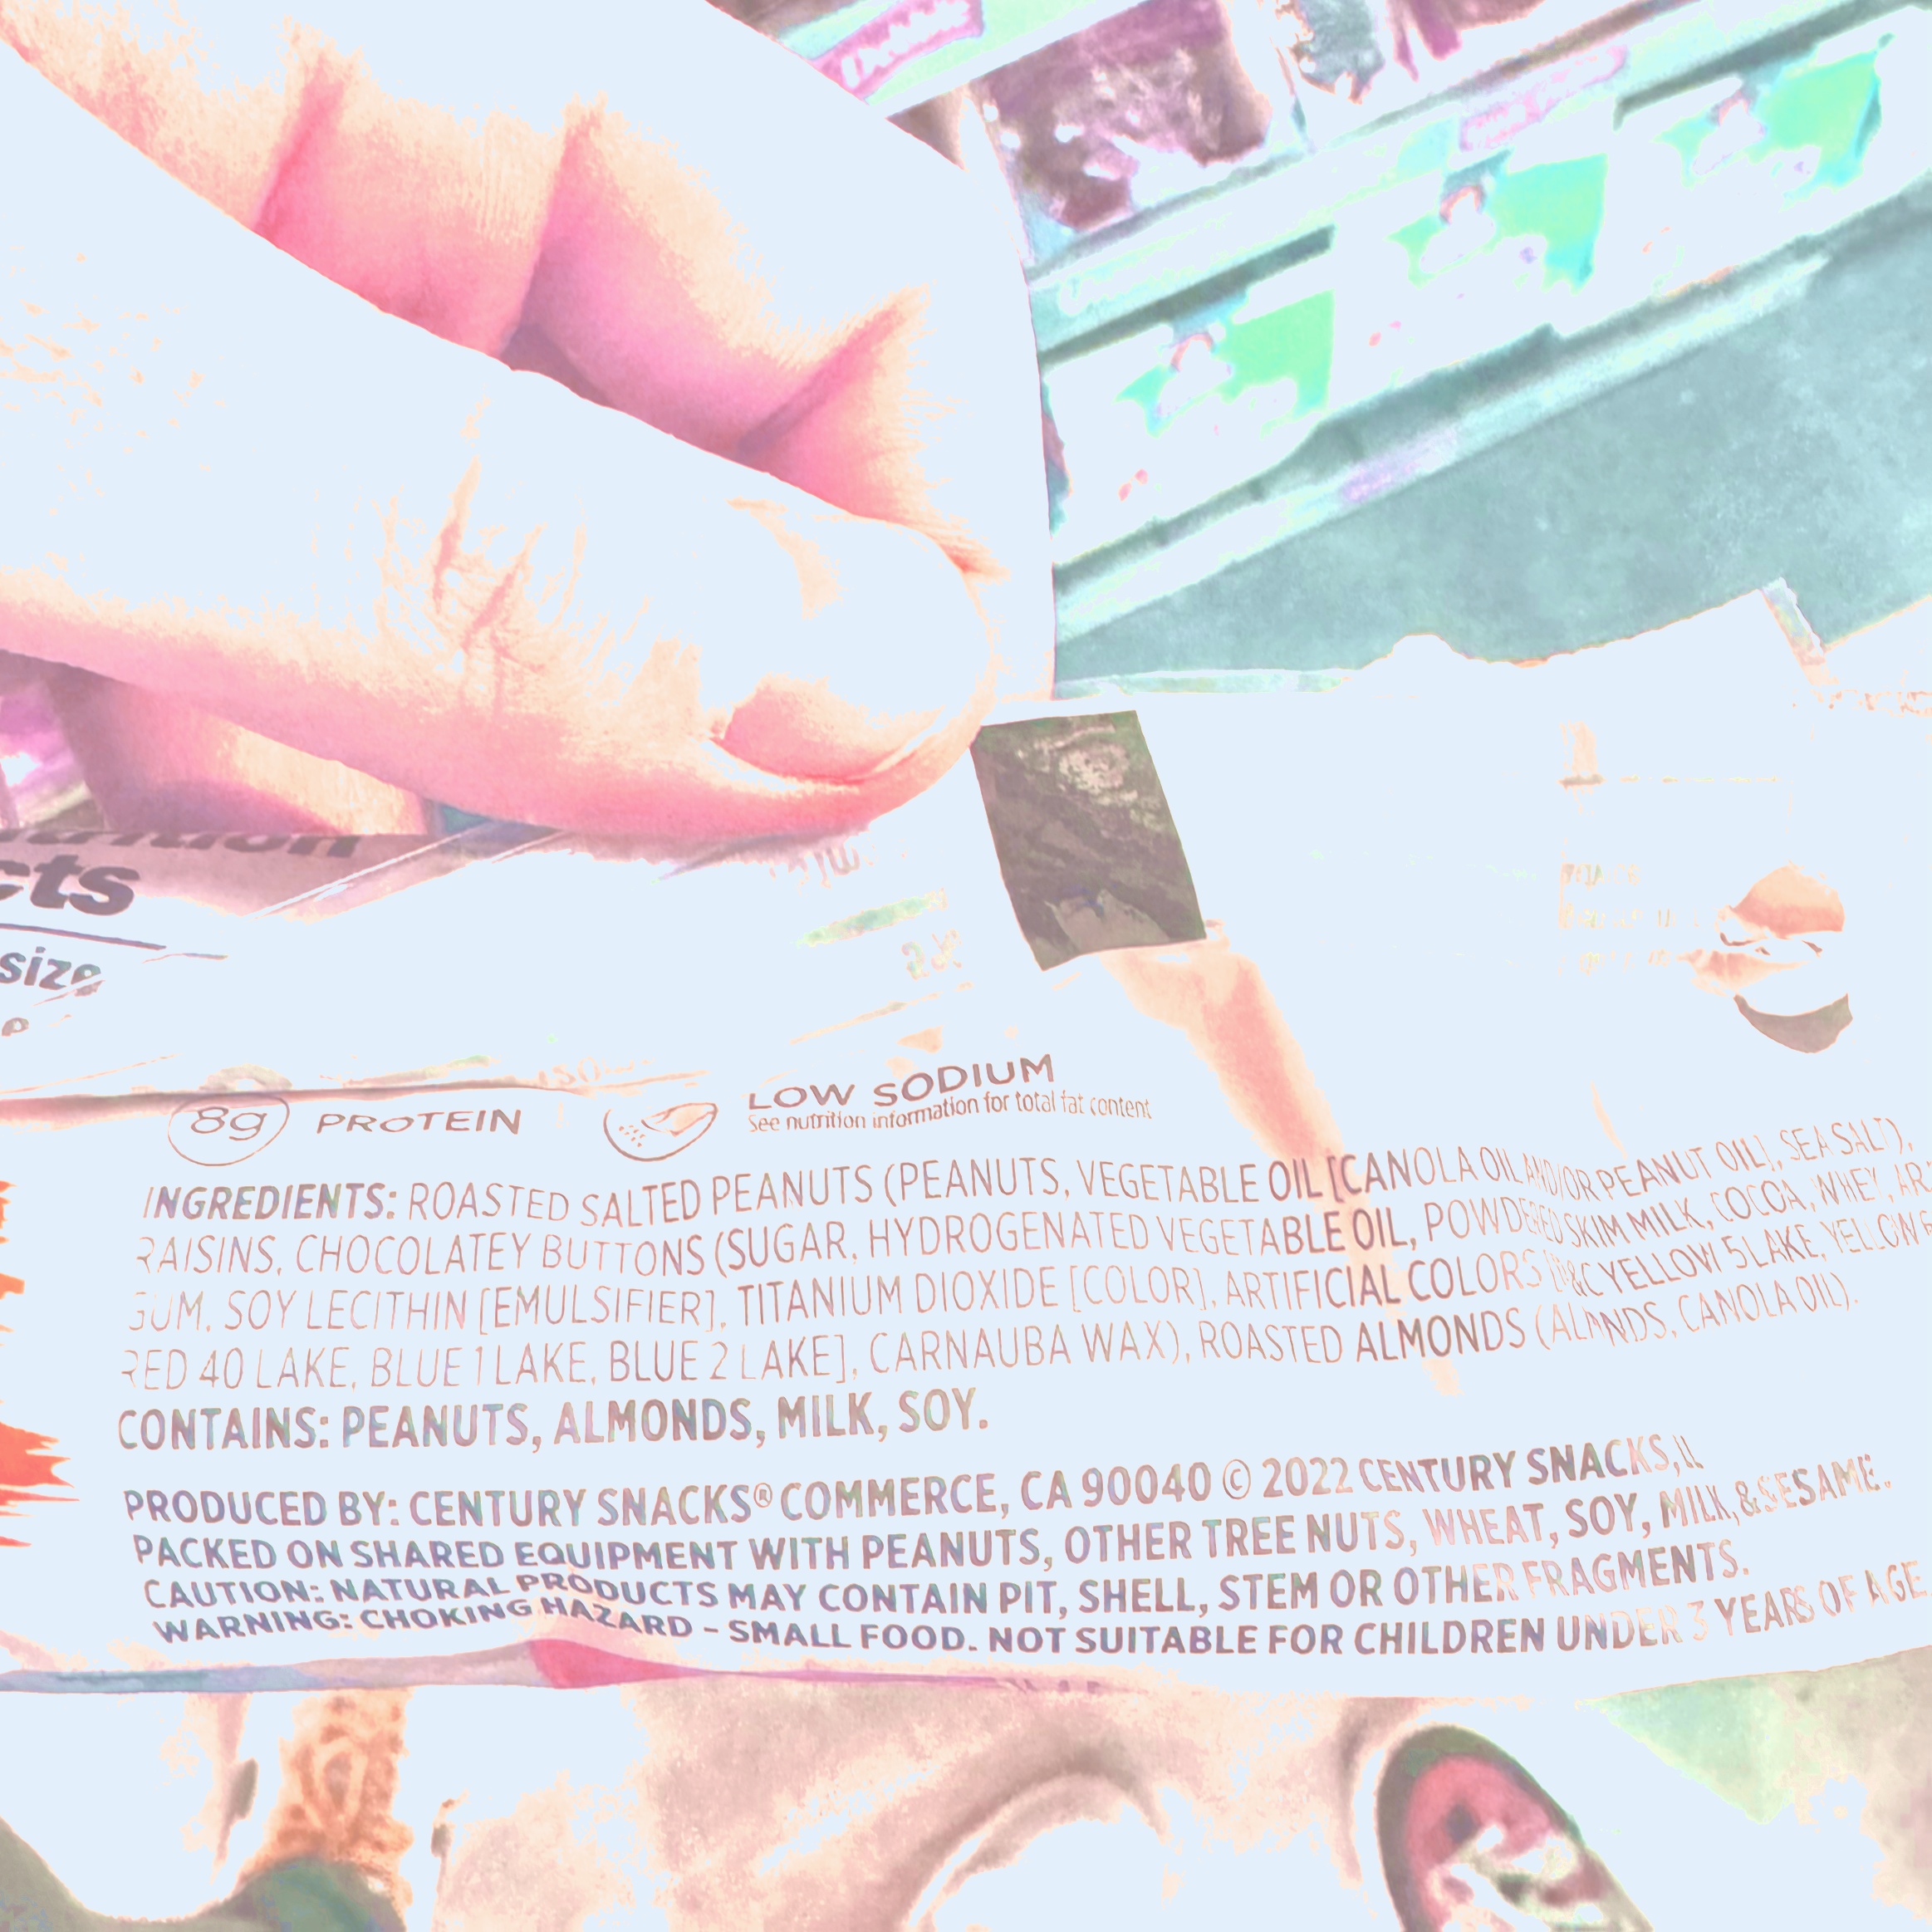 cts
size
8g PROTEIN
LOW SODIUM
See nutrition information for total fat content
INGREDIENTS: ROASTED SALTED PEANUTS (PEANUTS, VEGETABLE OIL [CANOLA OIL AND/OR PEANUT OIL], SEA SALT),
RAISINS, CHOCOLATEY BUTTONS (SUGAR, HYDROGENATED VEGETABLE OIL, POWDERED SKIM MILK, COCOA, WHEY,
GUM, SOY LECITHIN [EMULSIFIER], TITANIUM DIOXIDE [COLOR], ARTIFICIAL COLORS YELLOW 5 LAKE, YELLOW
RED 40 LAKE, BLUE 1 LAKE, BLUE 2 LAKE], CARNAUBA WAX), ROASTED ALMONDS CANOLA OIL).
CONTAINS: PEANUTS, ALMONDS, MILK, SOY.
PRODUCED BY: CENTURY SNACKS® COMMERCE, CA 90040 © 2022 CENTURY SNACKS,
PACKED ON SHARED EQUIPMENT WITH PEANUTS, OTHER TREE NUTS, WHEAT, SOY, MILK, & SESAME.
CAUTION: NATURAL PRODUCTS MAY CONTAIN PIT, SHELL, STEM OR OTHER FRAGMENTS.
WARNING: CHOKING HAZARD - SMALL FOOD. NOT SUITABLE FOR CHILDREN UNDER 3 YEARS OF AGE.